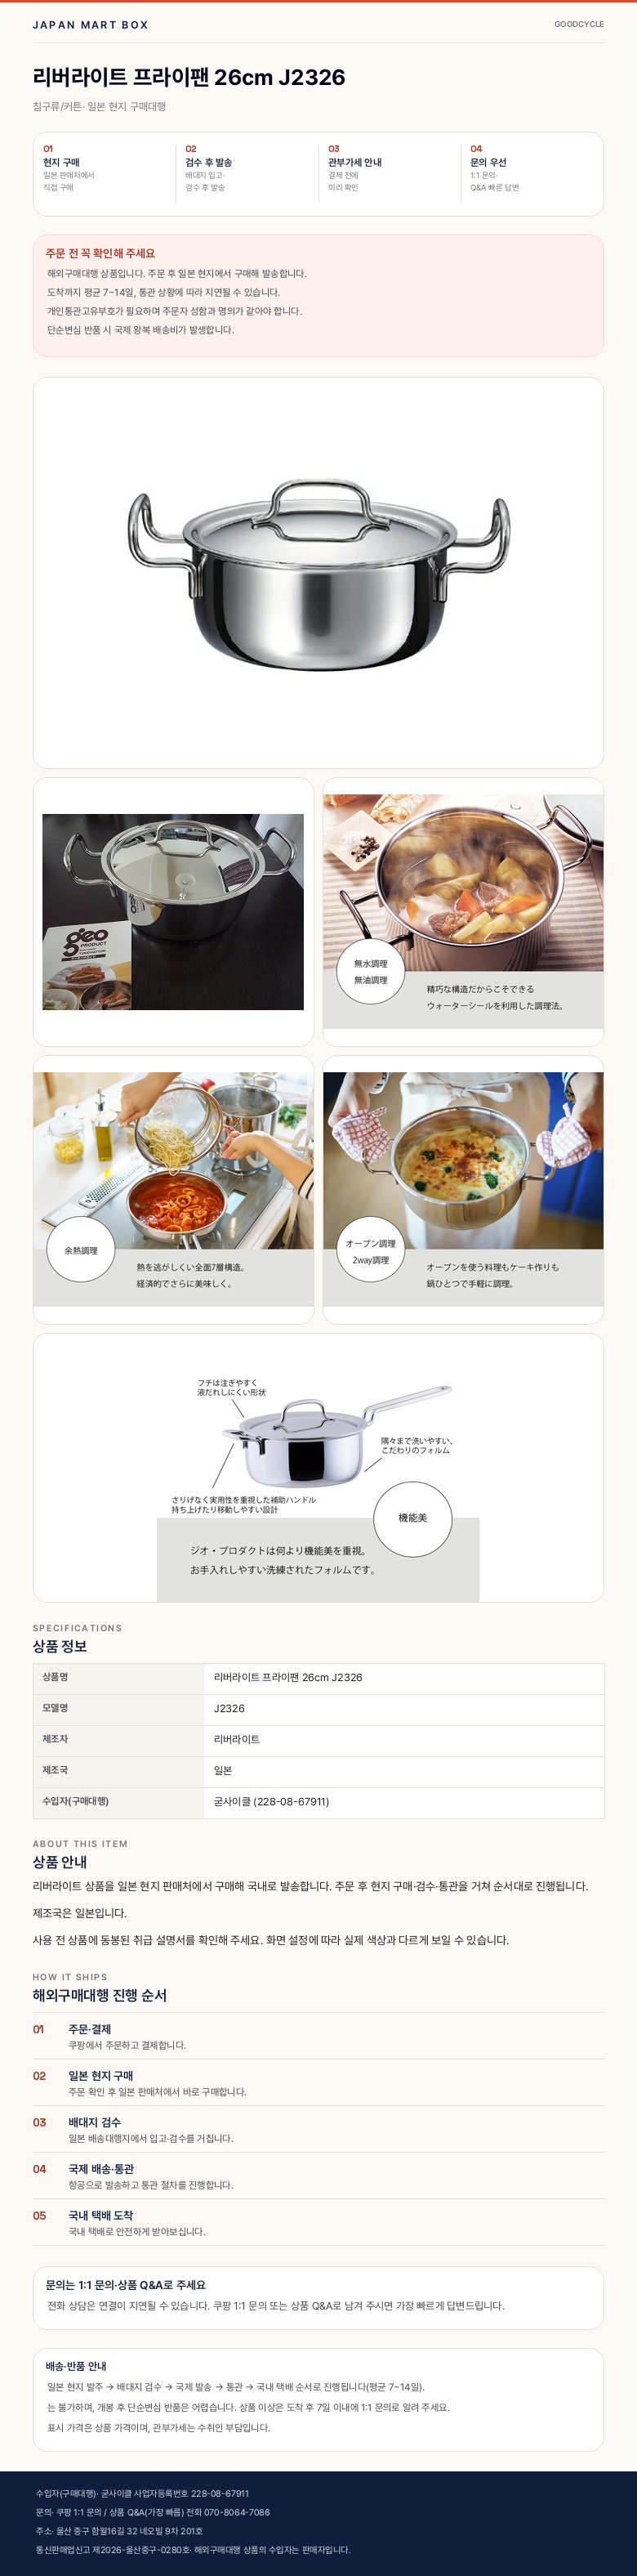 JAPAN MART BOX
GOODCYCLE
리버라이트 프라이팬 26cm J2326
침구류/커튼· 일본 현지 구매대행
01
현지 구매
일본 판매처에서
직접 구매
02
검수 후 발송
배대지 입고·
검수 후 발송
03
관부가세 안내
결제 전에
미리 확인
04
문의 우선
1:1 문의·
Q&A 빠른 답변
주문 전 꼭 확인해 주세요
해외구매대행 상품입니다. 주문 후 일본 현지에서 구매해 발송합니다.
도착까지 평균 7~14일, 통관 상황에 따라 지연될 수 있습니다.
개인통관고유부호가 필요하며 주문자 성함과 명의가 같아야 합니다.
단순변심 반품 시 국제 왕복 배송비가 발생합니다.
geo
PRODUCT
無水調理
無油調理
精巧な構造だからこそできる
ウォーターシールを利用した調理法。
余熱調理
熱を逃がしくい全面7層構造。
経済的でさらに美味しく。
オーブン調理
2way調理
オーブンを使う料理もケーキ作りも
鍋ひとつで手軽に調理。
フチは注ぎやすく
液だれしにくい形状
隅々まで洗いやすい、
こだわりのフォルム
さりげなく実用性を重視した補助ハンドル
持ち上げたり移動しやすい設計
機能美
ジオ・プロダクトは何より機能美を重視。
お手入れしやすい洗練されたフォルムです。
SPECIFICATIONS
상품 정보
상품명
리버라이트 프라이팬 26cm J2326
모델명
J2326
제조자
리버라이트
제조국
일본
수입자(구매대행)
굳사이클 (228-08-67911)
ABOUT THIS ITEM
상품 안내
리버라이트 상품을 일본 현지 판매처에서 구매해 국내로 발송합니다. 주문 후 현지 구매·검수·통관을 거쳐 순서대로 진행됩니다.
제조국은 일본입니다.
사용 전 상품에 동봉된 취급 설명서를 확인해 주세요. 화면 설정에 따라 실제 색상과 다르게 보일 수 있습니다.
HOW IT SHIPS
해외구매대행 진행 순서
01
주문·결제
쿠팡에서 주문하고 결제합니다.
02
일본 현지 구매
주문 확인 후 일본 판매처에서 바로 구매합니다.
03
배대지 검수
일본 배송대행지에서 입고·검수를 거칩니다.
04
국제 배송·통관
항공으로 발송하고 통관 절차를 진행합니다.
05
국내 택배 도착
국내 택배로 안전하게 받아보십니다.
문의는 1:1 문의·상품 Q&A로 주세요
전화 상담은 연결이 지연될 수 있습니다. 쿠팡 1:1 문의 또는 상품 Q&A로 남겨 주시면 가장 빠르게 답변드립니다.
배송·반품 안내
일본 현지 발주 → 배대지 검수 → 국제 발송 → 통관 → 국내 택배 순서로 진행됩니다(평균 7~14일).
는 불가하며, 개봉 후 단순변심 반품은 어렵습니다. 상품 이상은 도착 후 7일 이내에 1:1 문의로 알려 주세요.
표시 가격은 상품 가격이며, 관부가세는 수취인 부담입니다.
수입자(구매대행)· 굳사이클 사업자등록번호 228-08-67911
문의· 쿠팡 1:1 문의 / 상품 Q&A(가장 빠름) 전화 070-8064-7086
주소· 울산 중구 함월16길 32 네오빌 9차 201호
통신판매업신고 제2026-울산중구-0280호· 해외구매대행 상품의 수입자는 판매자입니다.